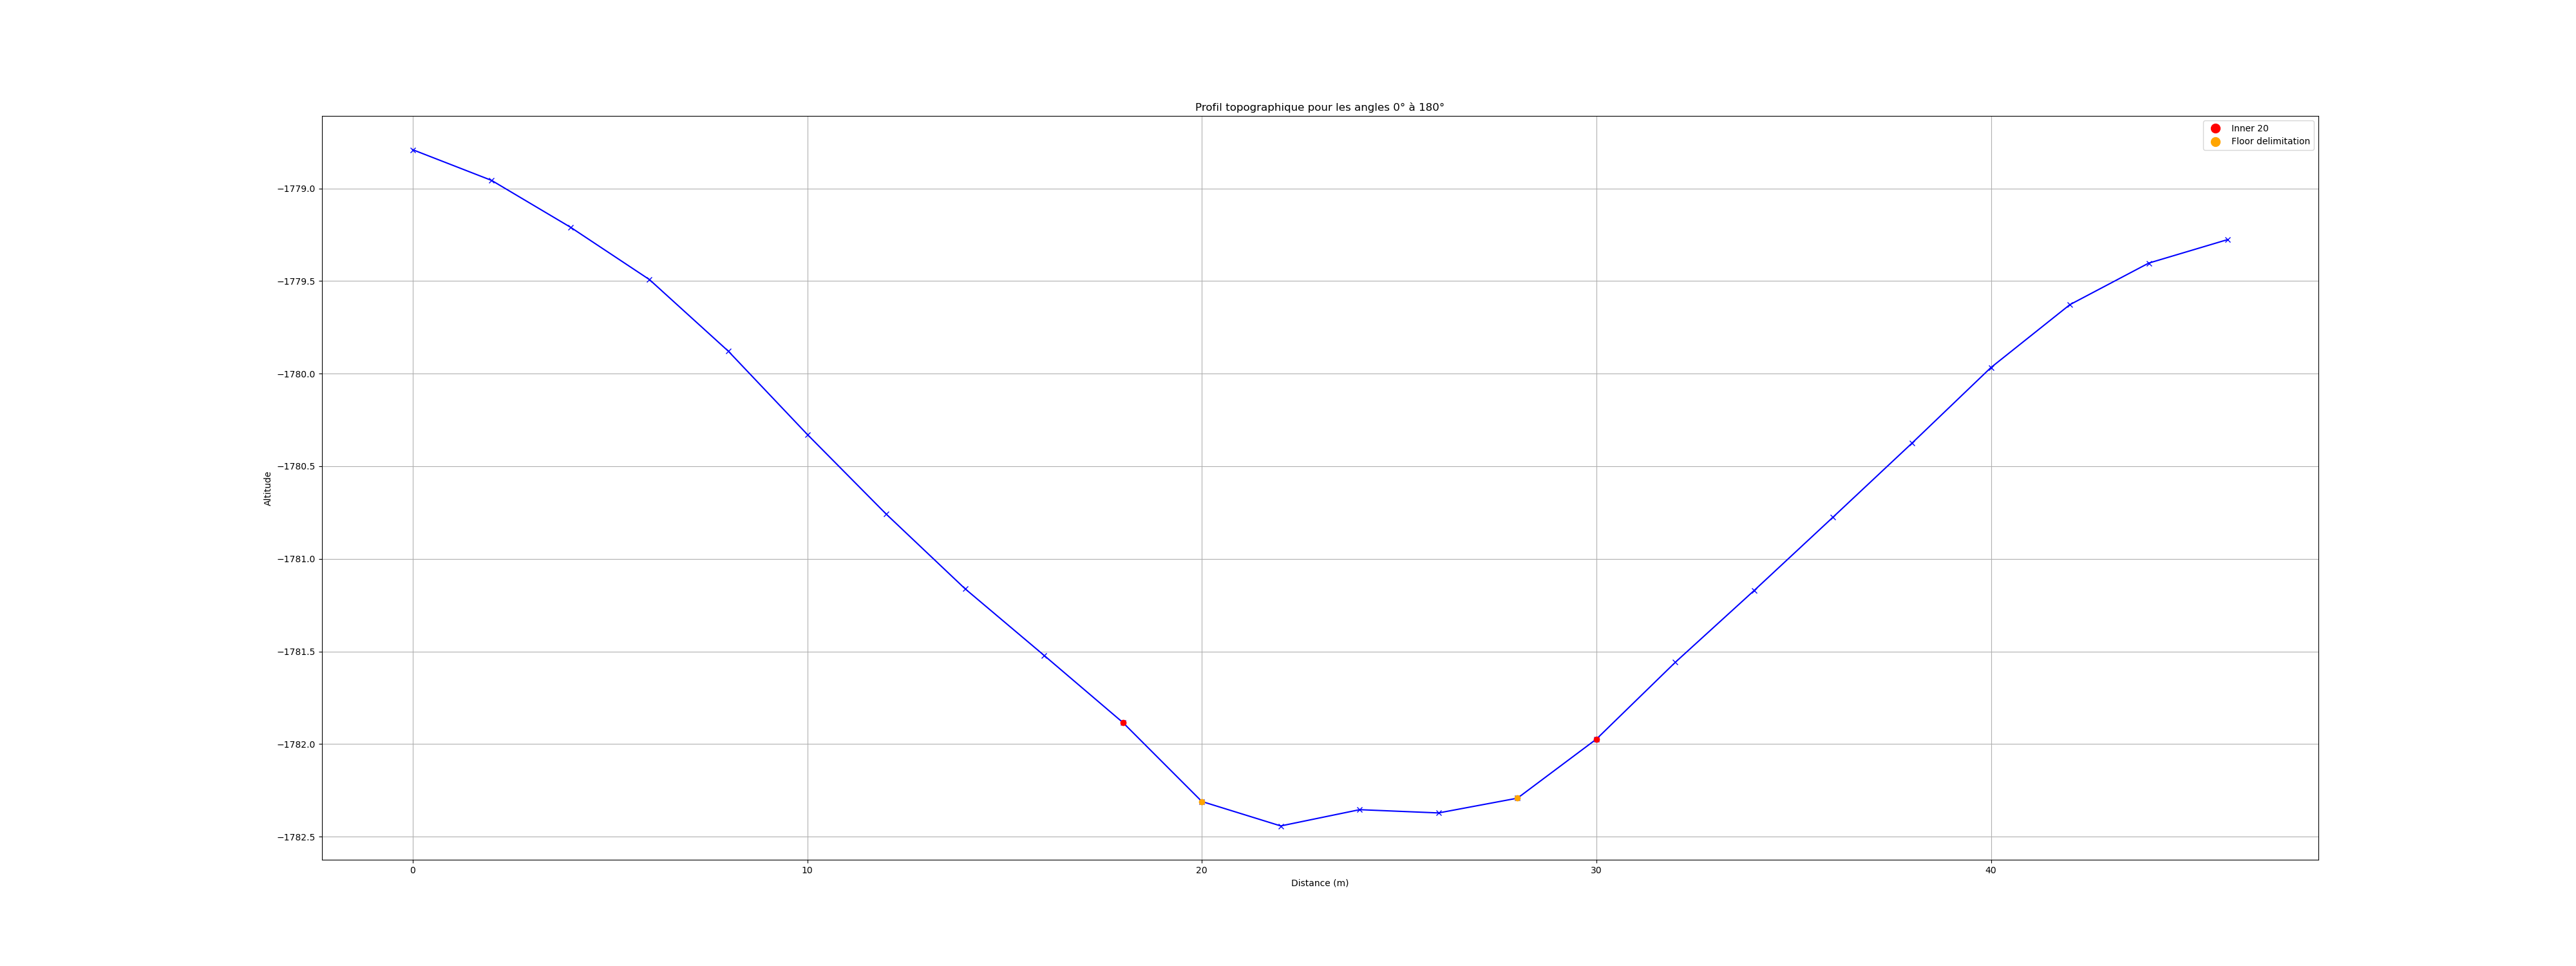 Profil topographique pour les angles 0° à 180°
Inner 20
Floor delimitation
−1779.0
−1779.5
−1780.0
−1780.5
−1781.0
−1781.5
−1782.0
−1782.5
Altitude
0 10 20 30 40
Distance (m)